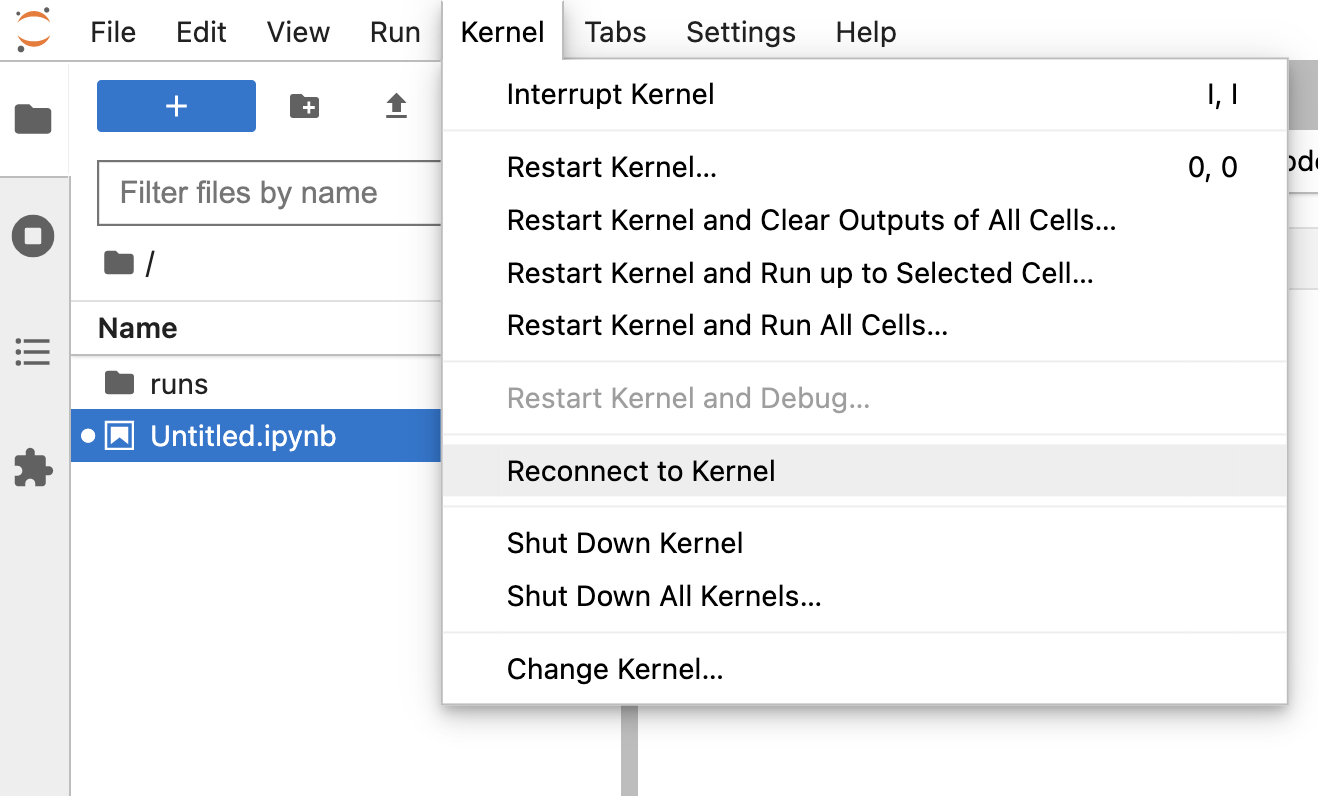 File Edit View Run Kernel Tabs Settings Help
+
Filter files by name
/
Name
runs
Untitled.ipynb
Interrupt Kernel I, I
Restart Kernel... 0, 0
Restart Kernel and Clear Outputs of All Cells...
Restart Kernel and Run up to Selected Cell...
Restart Kernel and Run All Cells...
Restart Kernel and Debug...
Reconnect to Kernel
Shut Down Kernel
Shut Down All Kernels...
Change Kernel...